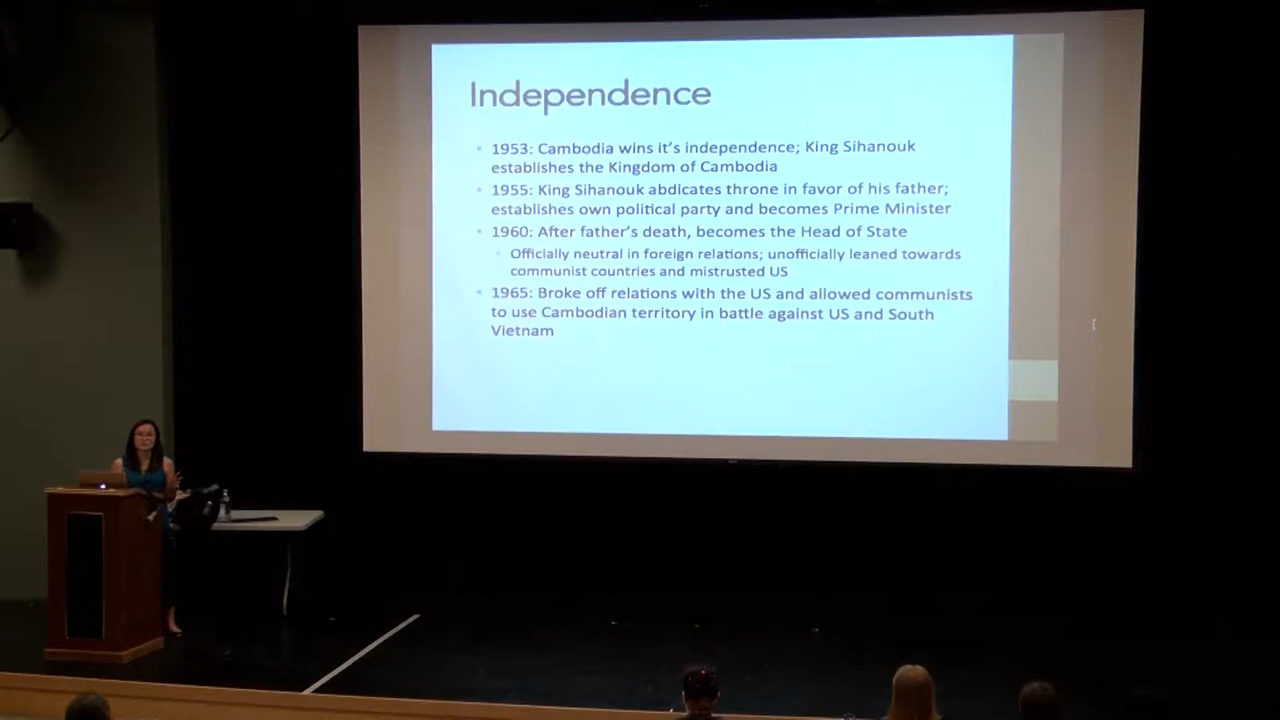 Independence
• 1953: Cambodia wins it's independence; King Sihanouk
establishes the Kingdom of Cambodia
• 1955: King Sihanouk abdicates throne in favor of his father;
establishes own political party and becomes Prime Minister
• 1960: After father's death, becomes the Head of State
• Officially neutral in foreign relations; unofficially leaned towards
communist countries and mistrusted US
• 1965: Broke off relations with the US and allowed communists
to use Cambodian territory in battle against US and South
Vietnam